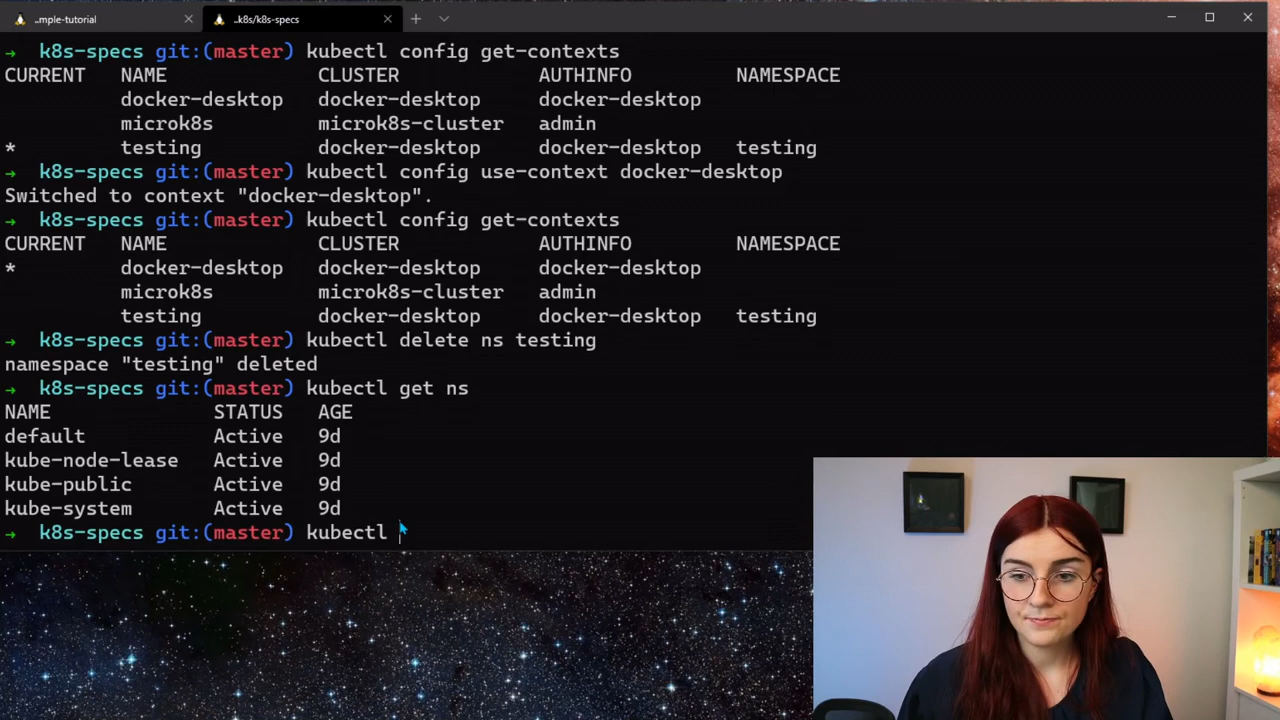 ..mple-tutorial
..k8s/k8s-specs
→ k8s-specs git:(master) kubectl config get-contexts
CURRENT NAME CLUSTER AUTHINFO NAMESPACE
docker-desktop docker-desktop docker-desktop
microk8s microk8s-cluster admin
* testing docker-desktop docker-desktop testing
→ k8s-specs git:(master) kubectl config use-context docker-desktop
Switched to context "docker-desktop".
→ k8s-specs git:(master) kubectl config get-contexts
CURRENT NAME CLUSTER AUTHINFO NAMESPACE
* docker-desktop docker-desktop docker-desktop
microk8s microk8s-cluster admin
testing docker-desktop docker-desktop testing
→ k8s-specs git:(master) kubectl delete ns testing
namespace "testing" deleted
→ k8s-specs git:(master) kubectl get ns
NAME STATUS AGE
default Active 9d
kube-node-lease Active 9d
kube-public Active 9d
kube-system Active 9d
→ k8s-specs git:(master) kubectl